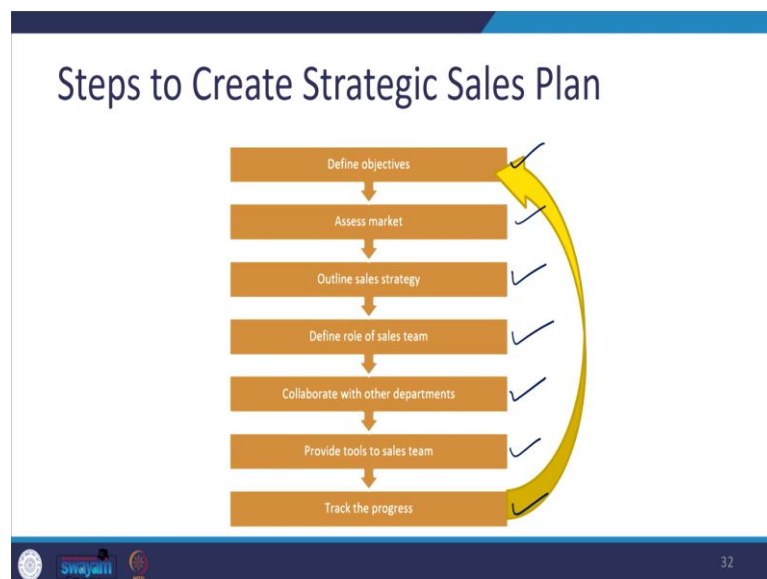 Steps to Create Strategic Sales Plan
Define objectives
Assess market
Outline sales strategy
Define role of sales team
Collaborate with other departments
Provide tools to sales team
Track the progress
swayam
32